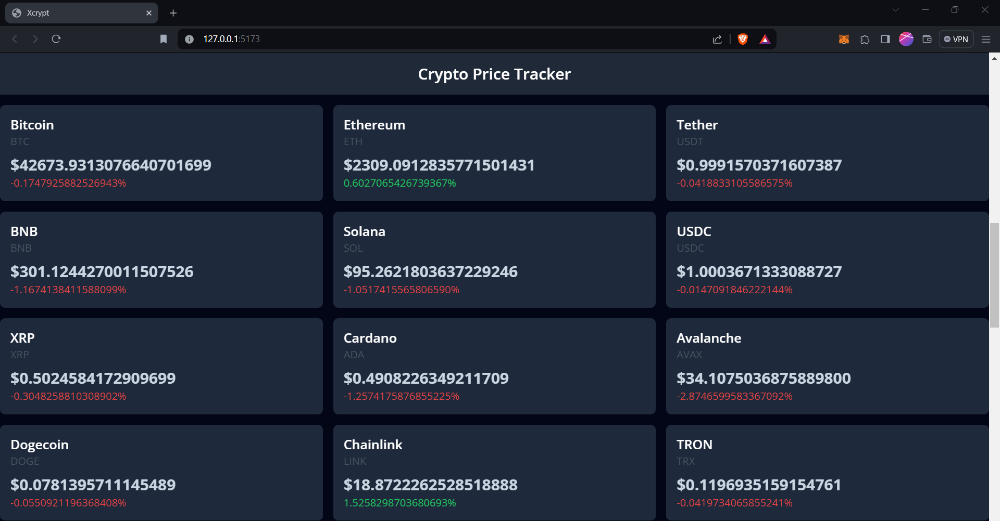 Xcrypt
127.0.0.1:5173
VPN
Crypto Price Tracker
Bitcoin
BTC
$42673.9313076640701699
-0.1747925882526943%
Ethereum
ETH
$2309.0912835771501431
0.6027065426739367%
Tether
USDT
$0.9991570371607387
-0.0418833105586575%
BNB
BNB
$301.1244270011507526
-1.1674138411588099%
Solana
SOL
$95.2621803637229246
-1.0517415565806590%
USDC
USDC
$1.0003671333088727
-0.0147091846222144%
XRP
XRP
$0.5024584172909699
-0.3048258810308902%
Cardano
ADA
$0.4908226349211709
-1.2574175876855225%
Avalanche
AVAX
$34.1075036875889800
-2.8746599583367092%
Dogecoin
DOGE
$0.0781395711145489
-0.0550921196368408%
Chainlink
LINK
$18.8722262528518888
1.5258298703680693%
TRON
TRX
$0.1196935159154761
-0.0419734065855241%